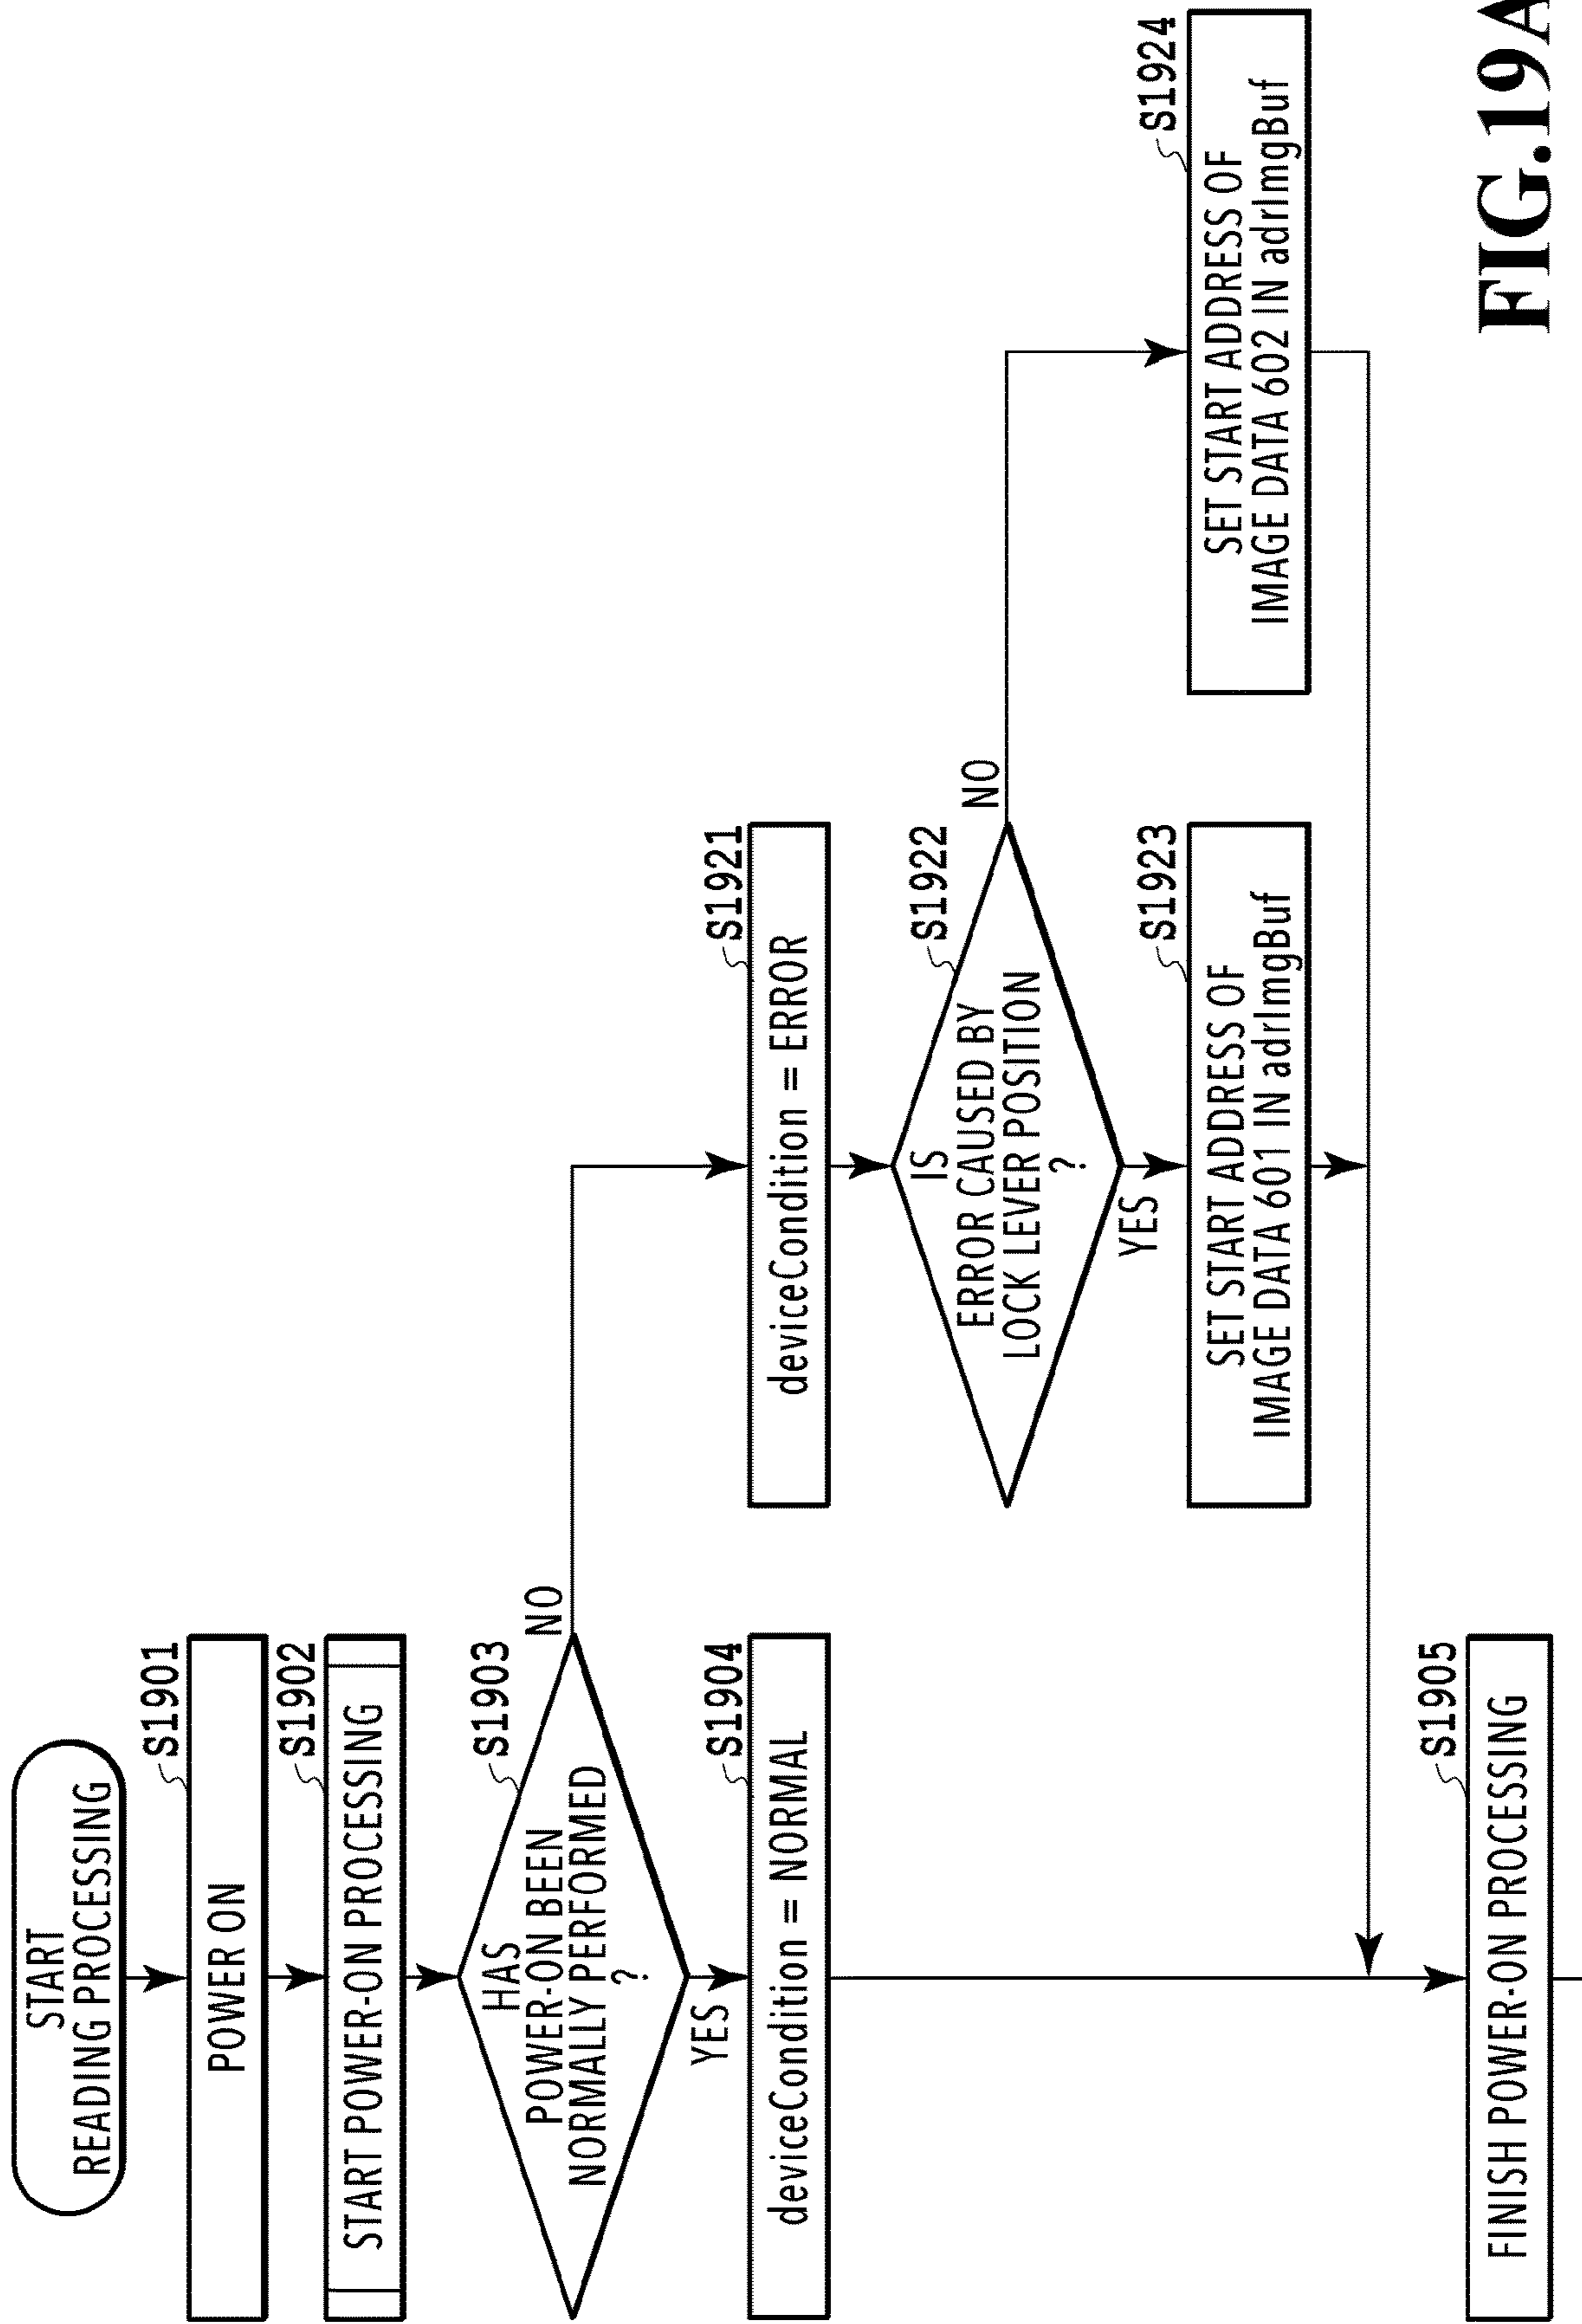 START
READING PROCESSING
S1901
POWER ON
S1902
START POWER-ON PROCESSING
S1903
HAS
POWER-ON BEEN
NORMALLY PERFORMED
?
NO
YES
S1904
deviceCondition = NORMAL
S1921
deviceCondition = ERROR
S1922
IS
ERROR CAUSED BY
LOCK LEVER POSITION
?
NO
YES
S1923
SET START ADDRESS OF
IMAGE DATA 601 IN adrImgBuf
S1924
SET START ADDRESS OF
IMAGE DATA 602 IN adrImgBuf
S1905
FINISH POWER-ON PROCESSING
FIG.19A